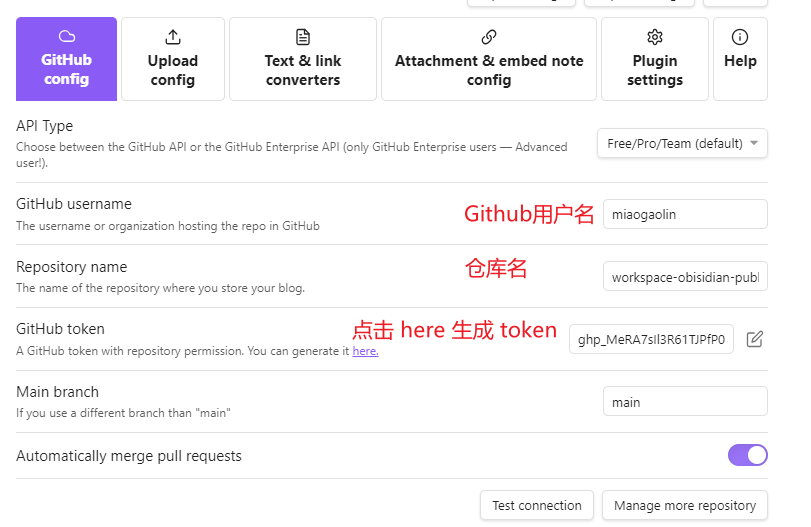 GitHub config
Upload config
Text & link converters
Attachment & embed note config
Plugin settings
Help
API Type
Choose between the GitHub API or the GitHub Enterprise API (only GitHub Enterprise users — Advanced
user!).
Free/Pro/Team (default)
GitHub username
The username or organization hosting the repo in GitHub
Github用户名
miaogaolin
Repository name
The name of the repository where you store your blog.
仓库名
workspace-obisidian-publ
GitHub token
A GitHub token with repository permission. You can generate it here.
点击 here 生成 token
Main branch
If you use a different branch than "main"
main
Automatically merge pull requests
Test connection
Manage more repository